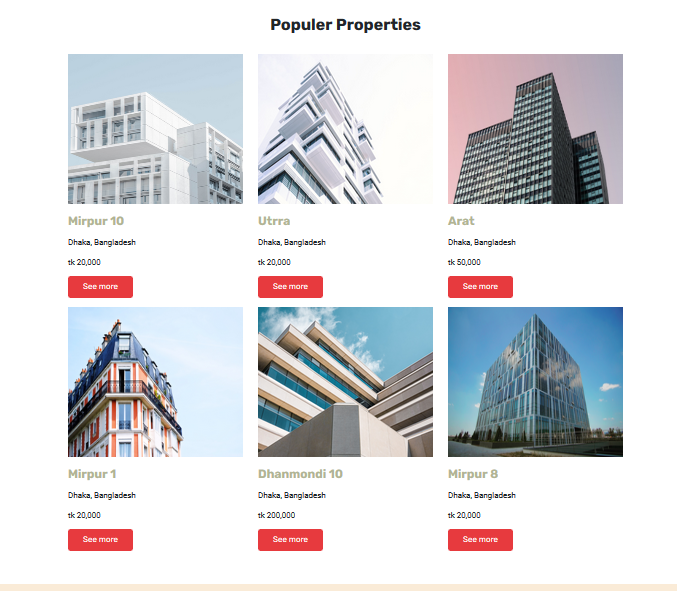 Populer Properties
Mirpur 10
Dhaka, Bangladesh
tk 20,000
See more
Utrra
Dhaka, Bangladesh
tk 20,000
See more
Arat
Dhaka, Bangladesh
tk 50,000
See more
Mirpur 1
Dhaka, Bangladesh
tk 20,000
See more
Dhanmondi 10
Dhaka, Bangladesh
tk 200,000
See more
Mirpur 8
Dhaka, Bangladesh
tk 20,000
See more